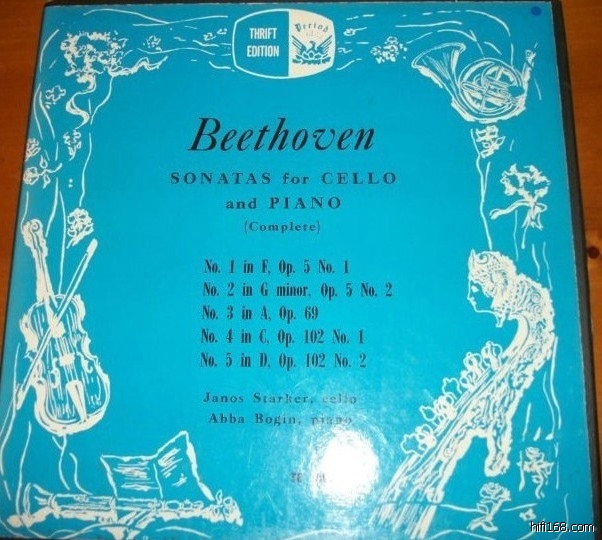 THRIFT
EDITION
Period
Beethoven
SONATAS for CELLO
and PIANO
(Complete)
No. 1 in F, Op. 5 No. 1
No. 2 in G minor, Op. 5 No. 2
No. 3 in A, Op. 69
No. 4 in C, Op. 102 No. 1
No. 5 in D, Op. 102 No. 2
Janos Starker, cello
Abba Bogin, piano
hifi168.com